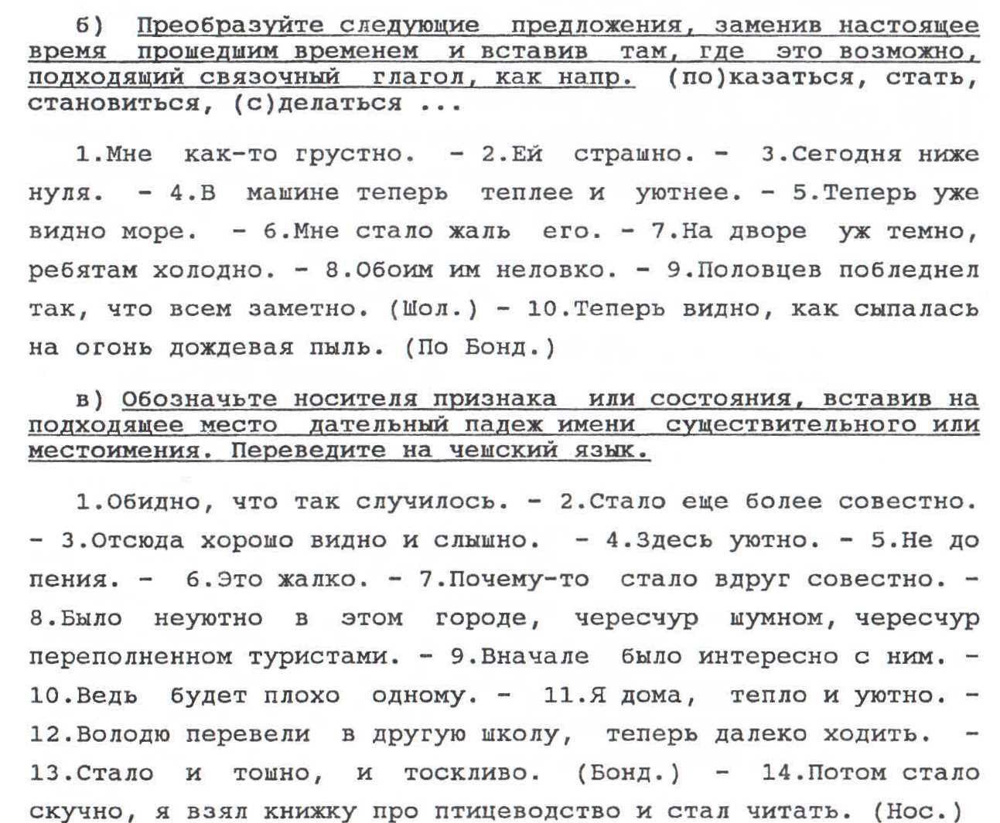 б) Преобразуйте следующие предложения, заменив настоящее
время прошедшим временем и вставив там, где это возможно,
подходящий связочный глагол, как напр. (по)казаться, стать,
становиться, (с)делаться ...
1.Мне как-то грустно. - 2.Ей страшно. - 3.Сегодня ниже
нуля. - 4.В машине теперь теплее и уютнее. - 5.Теперь уже
видно море. - 6.Мне стало жаль его. - 7.На дворе уж темно,
ребятам холодно. - 8.Обоим им неловко. - 9.Половцев побледнел
так, что всем заметно. (Шол.) - 10.Теперь видно, как сыпалась
на огонь дождевая пыль. (По Бонд.)
в) Обозначьте носителя признака или состояния, вставив на
подходящее место дательный падеж имени существительного или
местоимения. Переведите на чешский язык.
1.Обидно, что так случилось. - 2.Стало еще более совестно.
- 3.Отсюда хорошо видно и слышно. - 4.Здесь уютно. - 5.Не до
пения. - 6.Это жалко. - 7.Почему-то стало вдруг совестно. -
8.Было неуютно в этом городе, чересчур шумном, чересчур
переполненном туристами. - 9.Вначале было интересно с ним. -
10.Ведь будет плохо одному. - 11.Я дома, тепло и уютно. -
12.Володю перевели в другую школу, теперь далеко ходить. -
13.Стало и тошно, и тоскливо. (Бонд.) - 14.Потом стало
скучно, я взял книжку про птицеводство и стал читать. (Нос.)